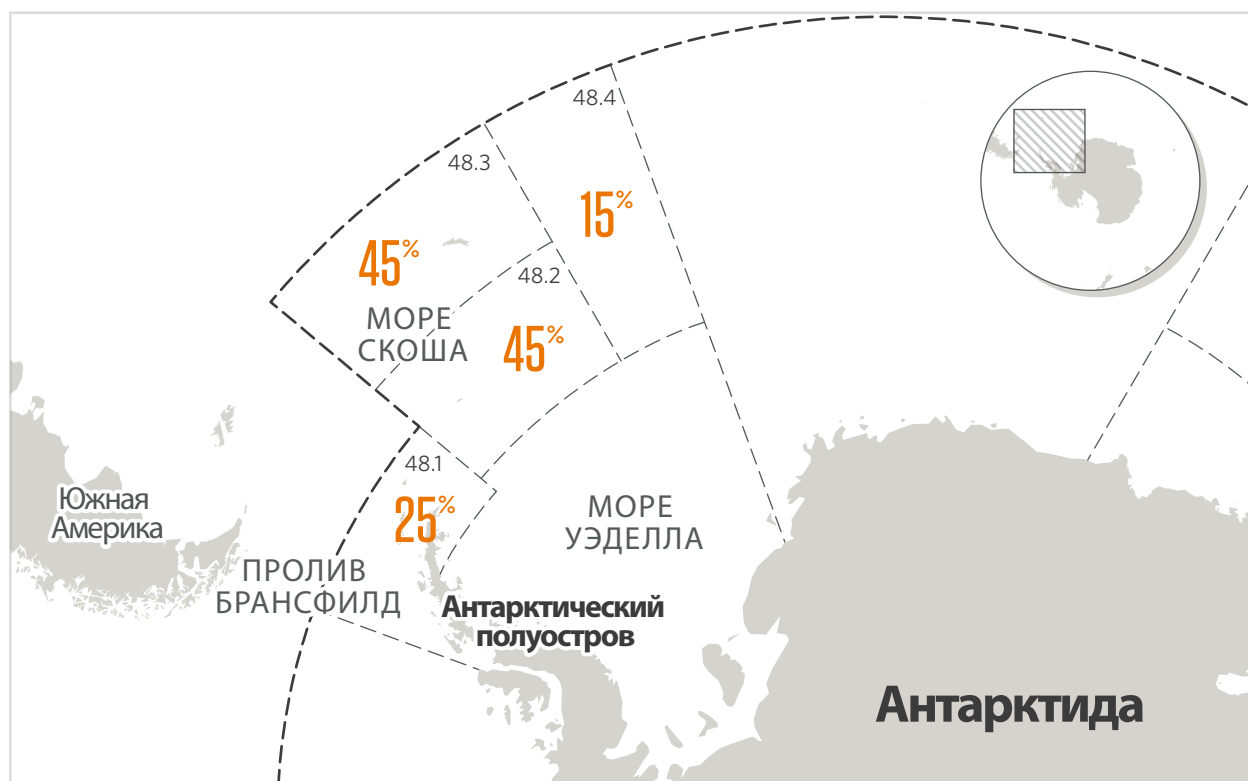 48.4
48.3
15%
45%
48.2
МОРЕ
СКОША
45%
48.1
25%
Южная
Америка
МОРЕ
УЭДЕЛЛА
ПРОЛИВ
БРАНСФИЛД
Антарктический
полуостров
Антарктида